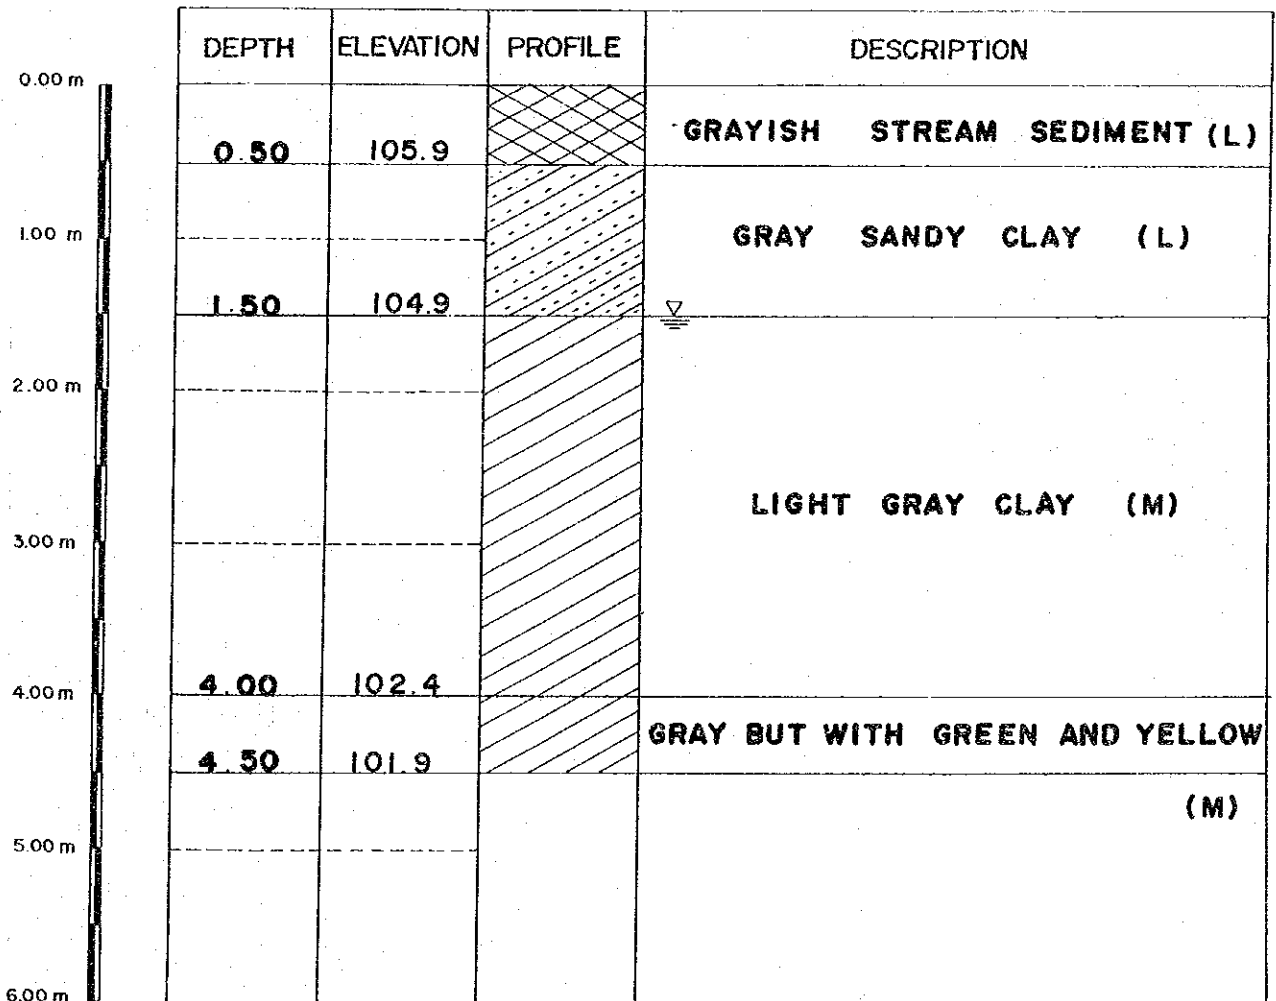 DEPTH ELEVATION PROFILE DESCRIPTION
0.00 m
GRAYISH STREAM SEDIMENT (L)
0.50 105.9
1.00 m
GRAY SANDY CLAY (L)
1.50 104.9
2.00 m
LIGHT GRAY CLAY (M)
3.00 m
4.00 m 4.00 102.4
GRAY BUT WITH GREEN AND YELLOW
4.50 101.9
(M)
5.00 m
6.00 m